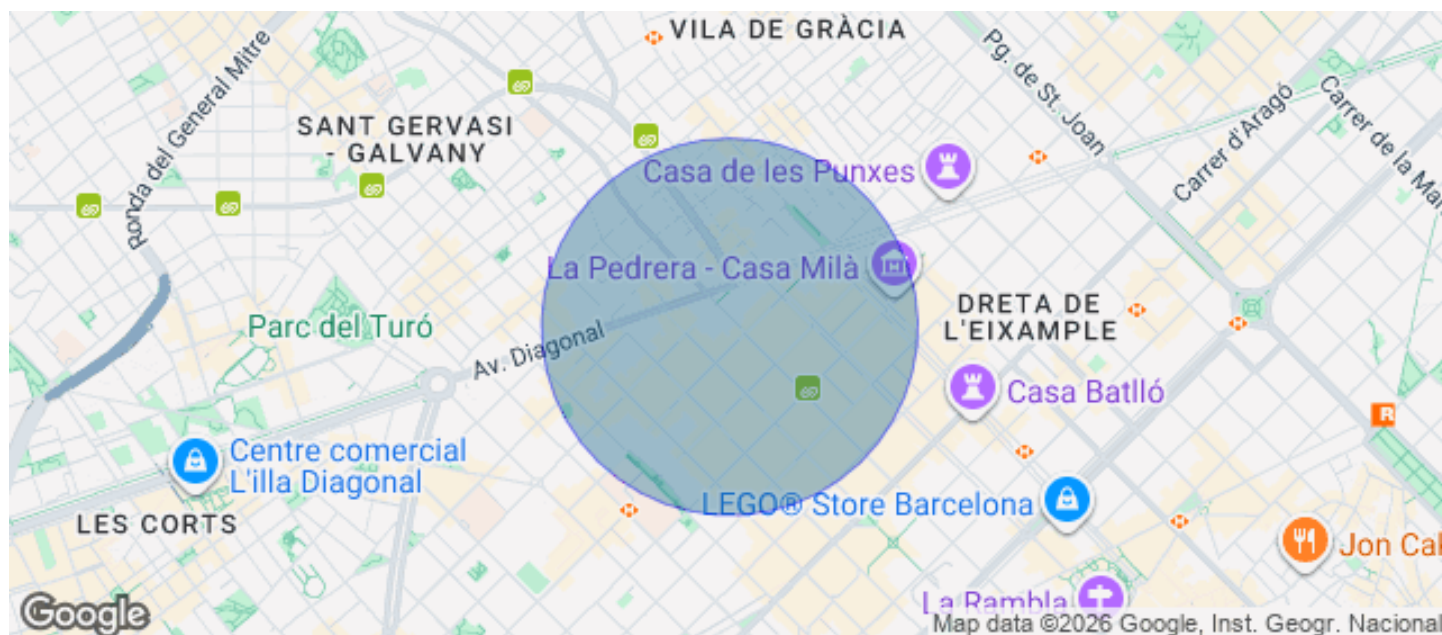 VILA DE GRÀCIA
Pg. de St. Joan
Carrer d'Aragó
Carrer de la Mar
Ronda del General Mitre
SANT GERVASI
- GALVANY
Casa de les Punxes
La Pedrera - Casa Milà
DRETA DE
L'EIXAMPLE
Parc del Turó
Av. Diagonal
Casa Batlló
R
Centre comercial
L'illa Diagonal
LEGO® Store Barcelona
LES CORTS
Jon Cak
La Rambla
Google
Map data ©2026 Google, Inst. Geogr. Nacional